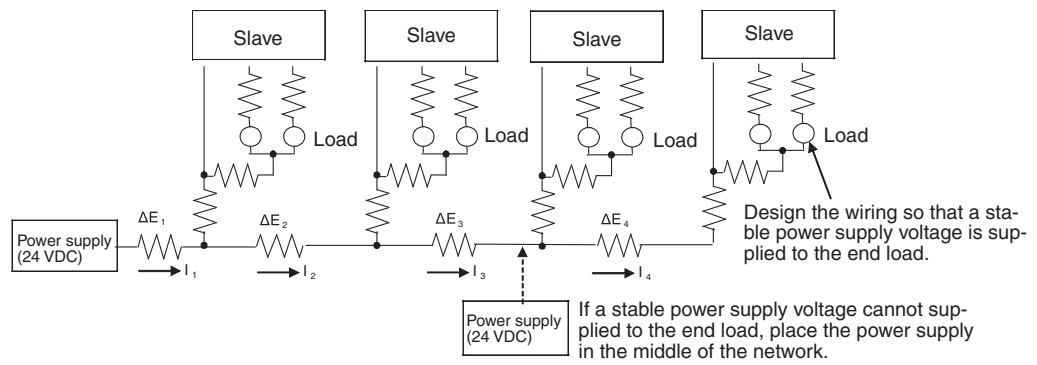 Slave
Slave
Slave
Slave
Load
Load
Load
Load
ΔE1
ΔE2
ΔE3
ΔE4
Power supply
(24 VDC)
I1
I2
I3
I4
Design the wiring so that a sta-
ble power supply voltage is sup-
plied to the end load.
Power supply
(24 VDC)
If a stable power supply voltage cannot sup-
plied to the end load, place the power supply
in the middle of the network.